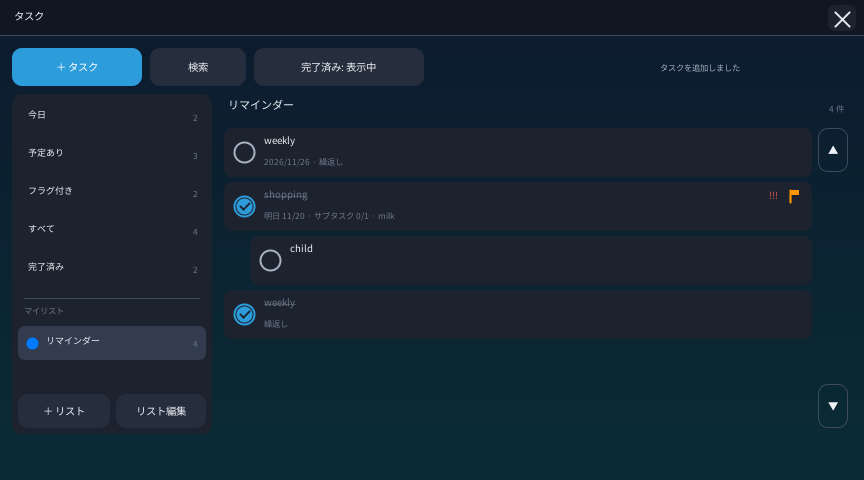 タスク
＋ タスク
検索
完了済み: 表示中
タスクを追加しました
今日 2
予定あり 3
フラグ付き 2
すべて 4
完了済み 2
マイリスト
リマインダー 4
＋ リスト
リスト編集
リマインダー
4 件
weekly
2026/11/26 · 繰返し
shopping !!!
明日 11/20 · サブタスク 0/1 · milk
child
weekly
繰返し
▲
▼